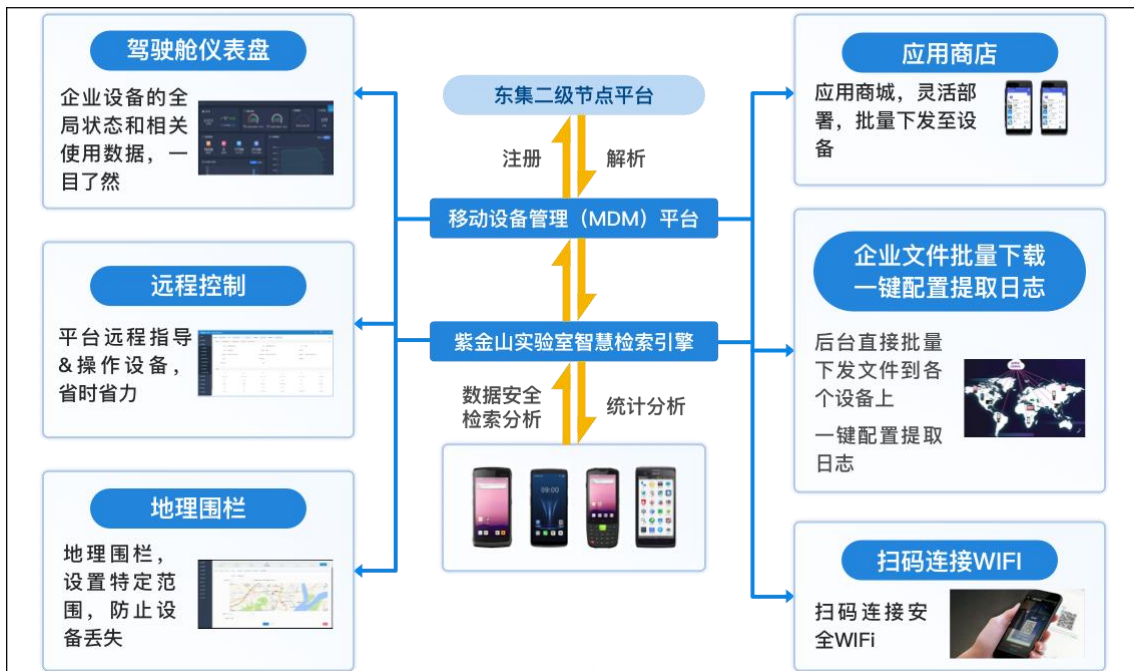 驾驶舱仪表盘
企业设备的全
局状态和相关
使用数据，一
目了然
远程控制
平台远程指导
&操作设备，
省时省力
地理围栏
地理围栏，
设置特定范
围，防止设
备丢失
东集二级节点平台
注册
解析
移动设备管理（MDM）平台
紫金山实验室智慧检索引擎
数据安全
检索分析
统计分析
09:00
应用商店
应用商城，灵活部
署，批量下发至设
备
企业文件批量下载
一键配置提取日志
后台直接批量
下发文件到各
个设备上
一键配置提取
日志
扫码连接WIFI
扫码连接安
全WIFi